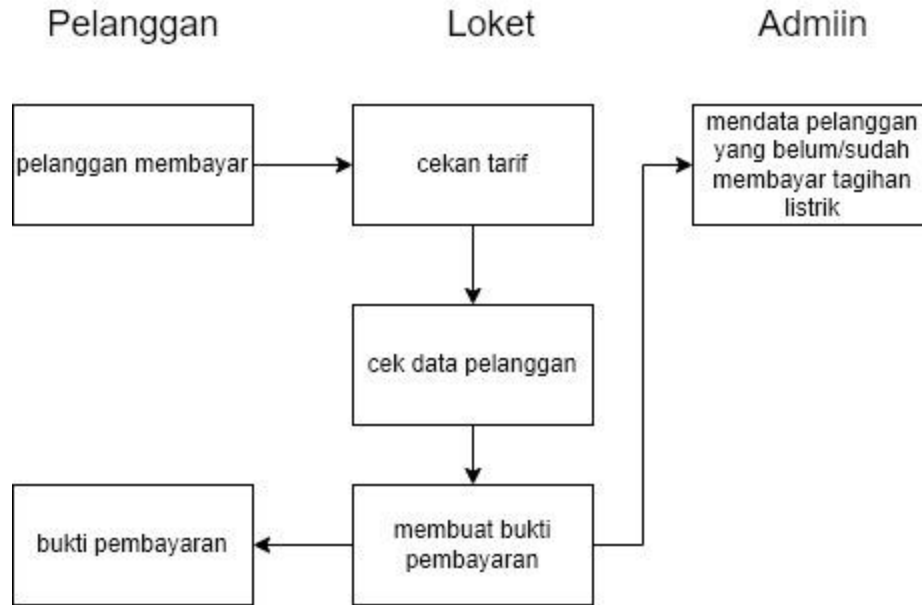 Pelanggan
Loket
Admiin
pelanggan membayar
cekan tarif
mendata pelanggan
yang belum/sudah
membayar tagihan
listrik
cek data pelanggan
bukti pembayaran
membuat bukti
pembayaran